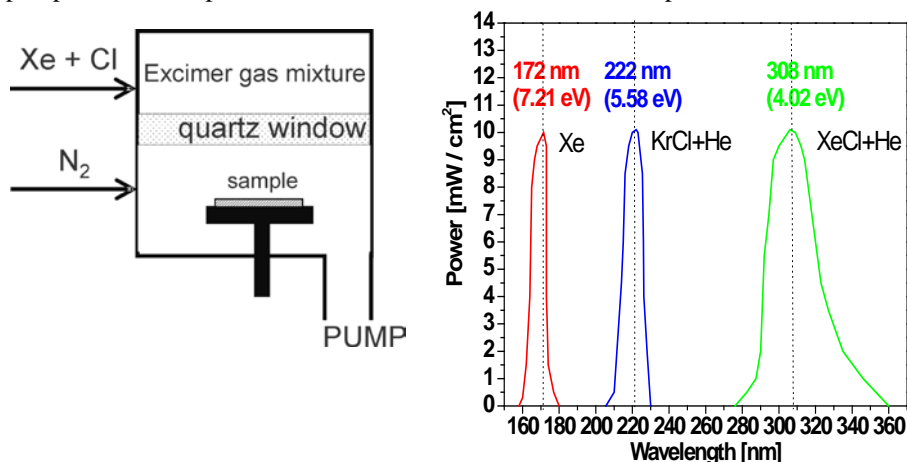 Xe + Cl
Excimer gas mixture
quartz window
N₂
sample
PUMP
14
13
12
11
10
9
8
7
6
5
4
3
2
1
0
Power [mW / cm²]
172 nm
(7.21 eV)
222 nm
(5.58 eV)
308 nm
(4.02 eV)
Xe
KrCl+He
XeCl+He
160 180 200 220 240 260 280 300 320 340 360
Wavelength [nm]